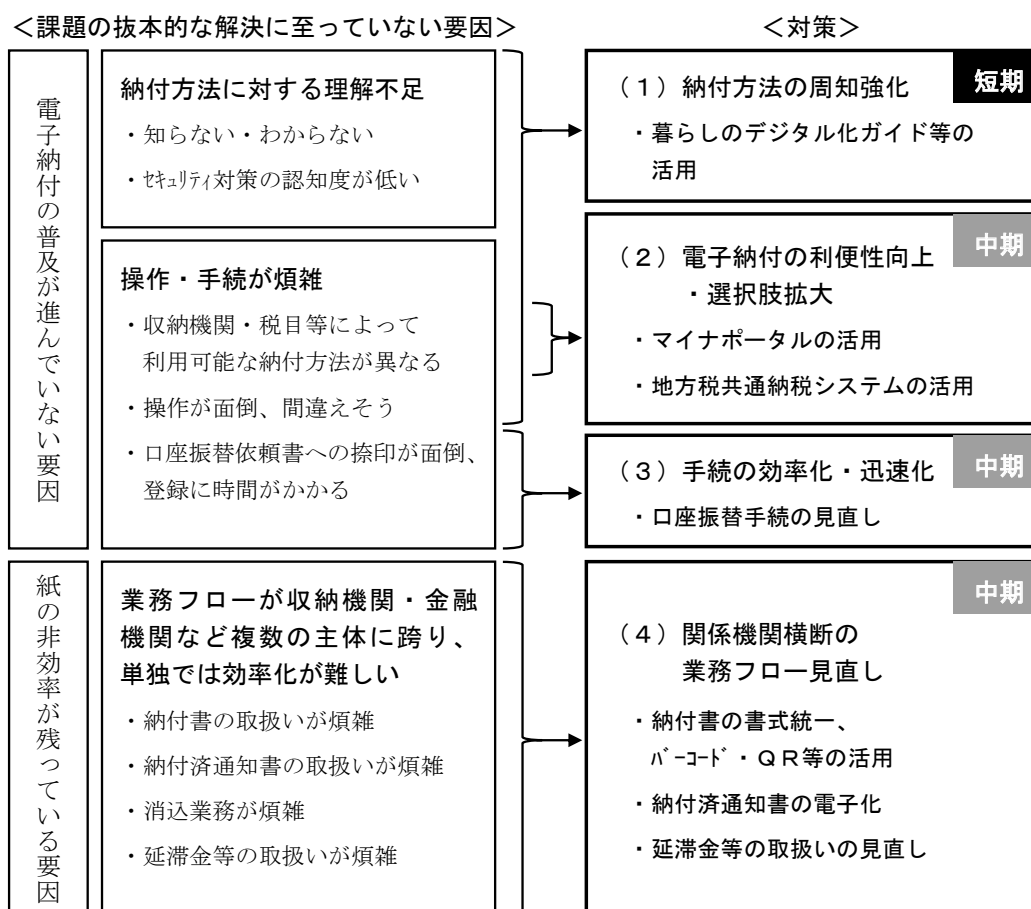 <課題の抜本的な解決に至っていない要因>
<対策>
電子納付の普及が進んでいない要因
納付方法に対する理解不足
・知らない・わからない
・ｾｷｭﾘﾃｨ対策の認知度が低い
操作・手続が煩雑
・収納機関・税目等によって
利用可能な納付方法が異なる
・操作が面倒、間違えそう
・口座振替依頼書への捺印が面倒、
登録に時間がかかる
短期
（１）納付方法の周知強化
・暮らしのデジタル化ガイド等の
活用
中期
（２）電子納付の利便性向上
・選択肢拡大
・マイナポータルの活用
・地方税共通納税システムの活用
中期
（３）手続の効率化・迅速化
・口座振替手続の見直し
紙の非効率が残っている要因
業務フローが収納機関・金融
機関など複数の主体に跨り、
単独では効率化が難しい
・納付書の取扱いが煩雑
・納付済通知書の取扱いが煩雑
・消込業務が煩雑
・延滞金等の取扱いが煩雑
中期
（４）関係機関横断の
業務フロー見直し
・納付書の書式統一、
ﾊﾞｰｺｰﾄﾞ・ＱＲ等の活用
・納付済通知書の電子化
・延滞金等の取扱いの見直し